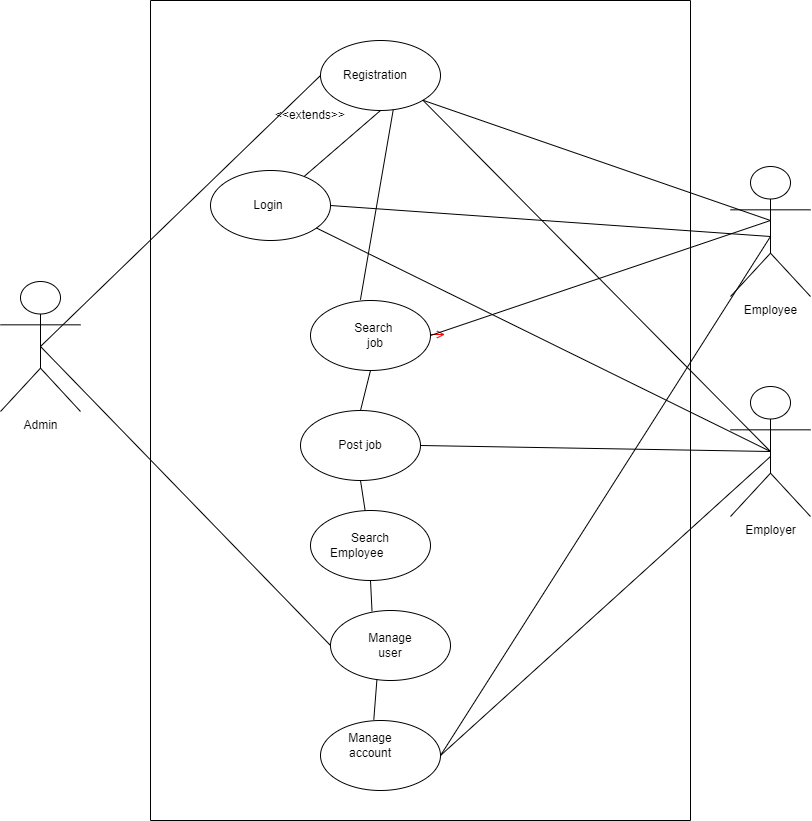 Registration
<<extends>>
Login
Employee
Search
job
Admin
Post job
Employer
Search
Employee
Manage
user
Manage
account